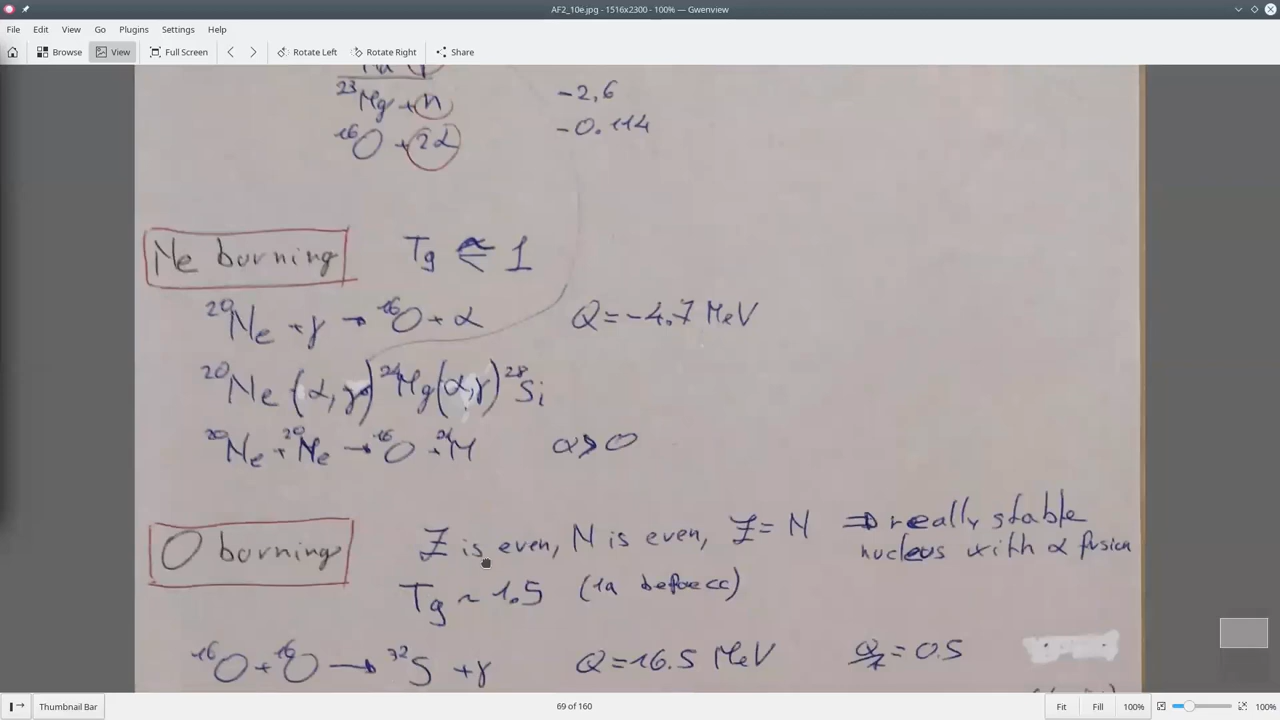 AF2_10e.jpg - 1516x2300 - 100% — Gwenview
File Edit View Go Plugins Settings Help
Browse View Full Screen Rotate Left Rotate Right Share
²³Mg + n -2,6
¹⁶O + 2α -0.114
Ne burning T₉ ≲ 1
²⁰Ne + γ → ¹⁶O + α Q = -4.7 MeV
²⁰Ne (α, γ) ²⁴Mg (α, γ) ²⁸Si
²⁰Ne + ²⁰Ne → ¹⁶O + ²⁴M
O burning Z is even, N is even, Z = N ⇒ really stable
nucleus with α fusion
T₉ ~ 1.5 (1a before cc)
¹⁶O + ¹⁶O → ³²S + γ Q = 16.5 MeV = 0.5
Thumbnail Bar 69 of 160 Fit Fill 100% 100%